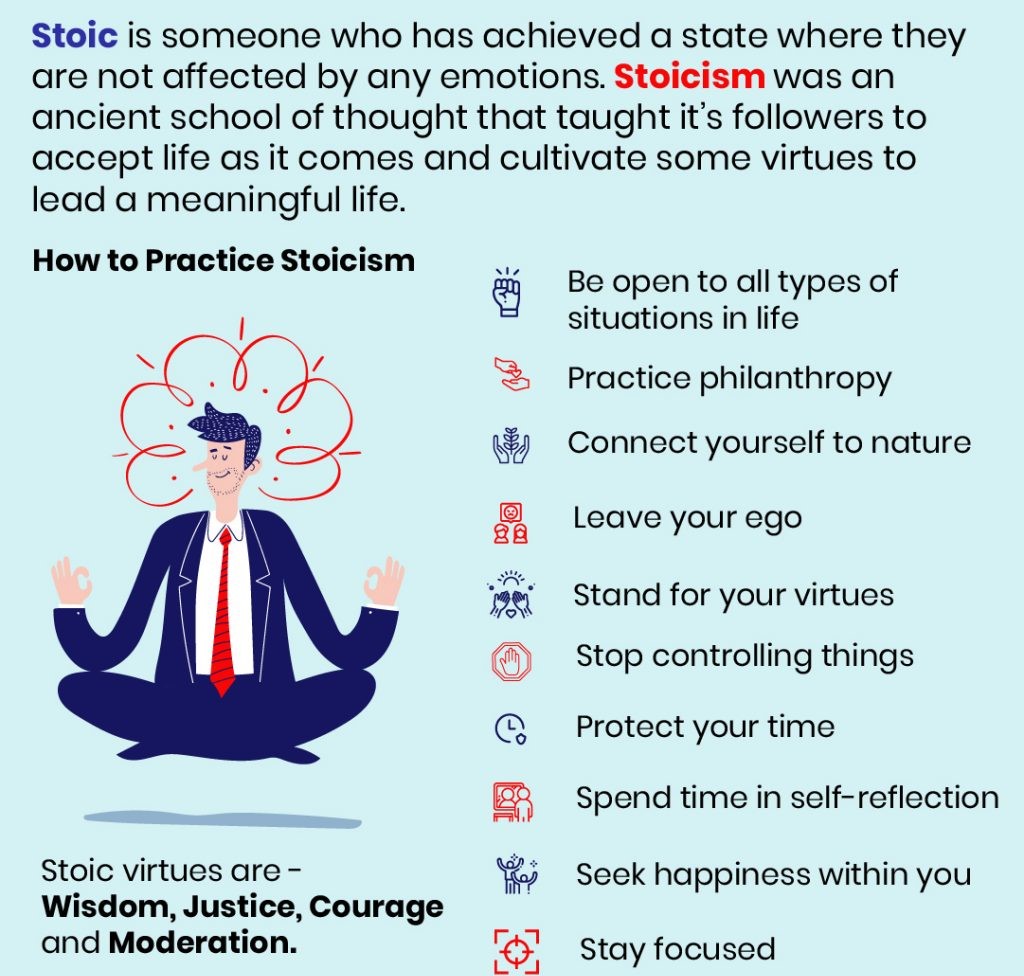 Stoic is someone who has achieved a state where they
are not affected by any emotions. Stoicism was an
ancient school of thought that taught it's followers to
accept life as it comes and cultivate some virtues to
lead a meaningful life.
How to Practice Stoicism
Be open to all types of
situations in life
Practice philanthropy
Connect yourself to nature
Leave your ego
Stand for your virtues
Stop controlling things
Protect your time
Spend time in self-reflection
Seek happiness within you
Stay focused
Stoic virtues are -
Wisdom, Justice, Courage
and Moderation.